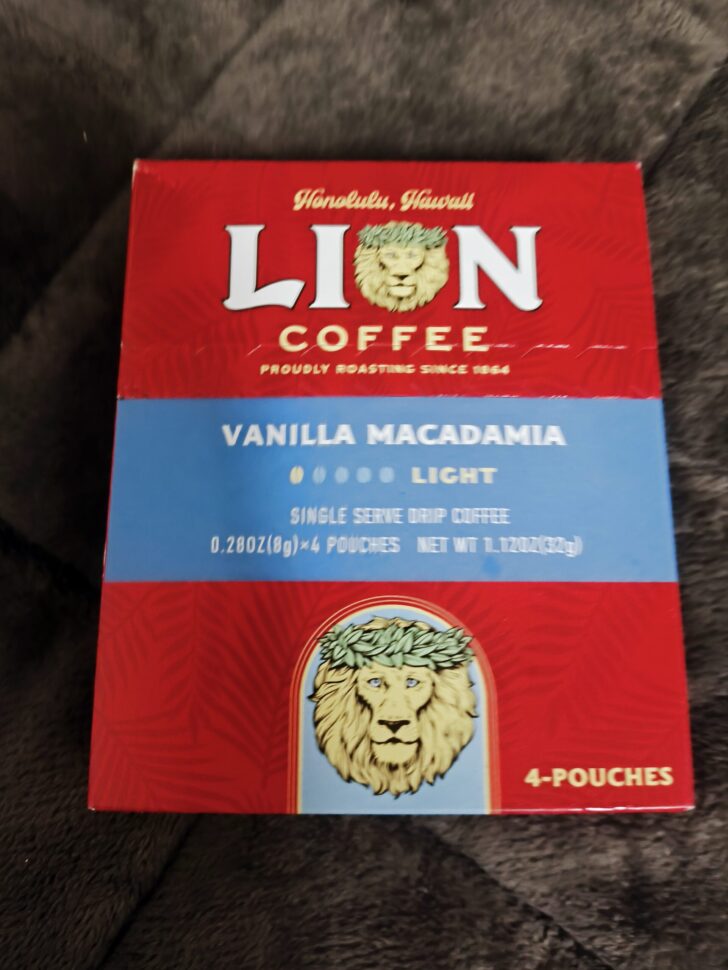 Honolulu, Hawaii
LION
COFFEE
PROUDLY ROASTING SINCE 1864
VANILLA MACADAMIA
LIGHT
SINGLE SERVE DRIP COFFEE
0.28OZ(8g)×4 POUCHES NET WT 1.12OZ(32g)
4-POUCHES